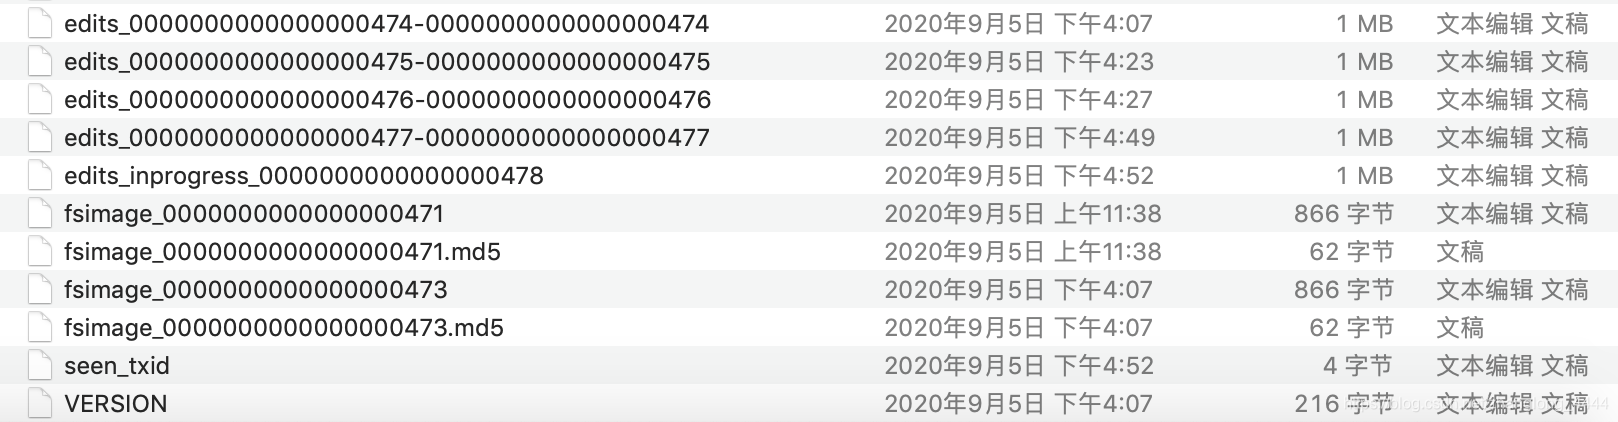 edits_0000000000000000474-0000000000000000474 2020年9月5日 下午4:07 1 MB 文本编辑 文稿
edits_0000000000000000475-0000000000000000475 2020年9月5日 下午4:23 1 MB 文本编辑 文稿
edits_0000000000000000476-0000000000000000476 2020年9月5日 下午4:27 1 MB 文本编辑 文稿
edits_0000000000000000477-0000000000000000477 2020年9月5日 下午4:49 1 MB 文本编辑 文稿
edits_inprogress_0000000000000000478 2020年9月5日 下午4:52 1 MB 文本编辑 文稿
fsimage_0000000000000000471 2020年9月5日 上午11:38 866 字节 文本编辑 文稿
fsimage_0000000000000000471.md5 2020年9月5日 上午11:38 62 字节 文稿
fsimage_0000000000000000473 2020年9月5日 下午4:07 866 字节 文本编辑 文稿
fsimage_0000000000000000473.md5 2020年9月5日 下午4:07 62 字节 文稿
seen_txid 2020年9月5日 下午4:52 4 字节 文本编辑 文稿
VERSION 2020年9月5日 下午4:07 216 字节 文本编辑 文稿